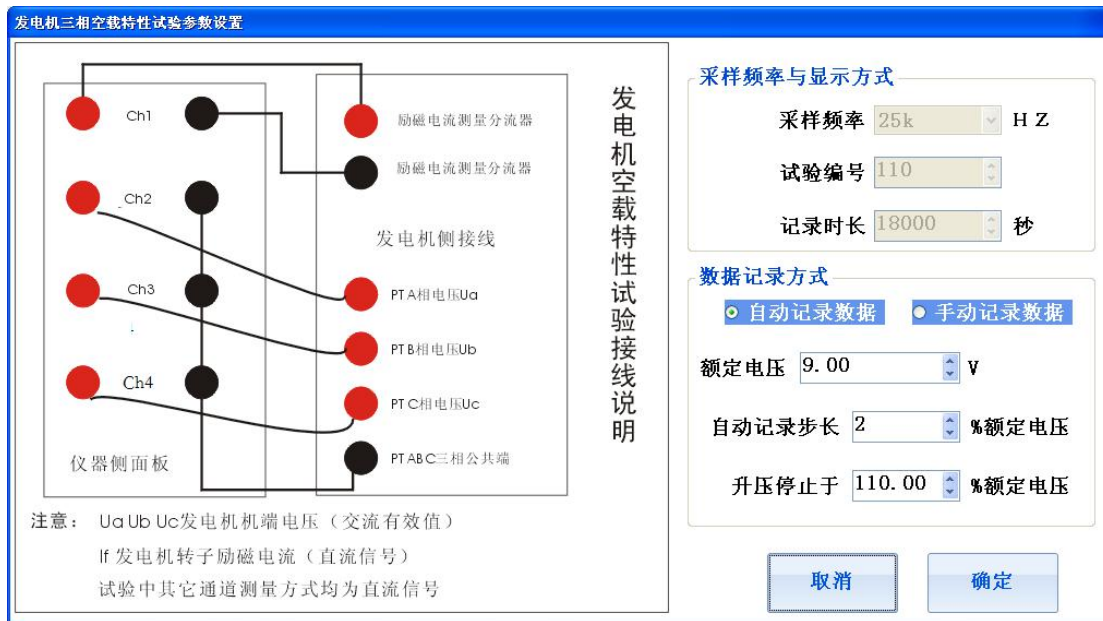 发电机三相空载特性试验参数设置
Ch1
励磁电流测量分流器
励磁电流测量分流器
Ch2
发电机侧接线
Ch3
PT A相电压Ua
PT B相电压Ub
Ch4
PT C相电压Uc
仪器侧面板
PT ABC三相公共端
发电机空载特性试验接线说明
注意: Ua Ub Uc发电机机端电压（交流有效值）
If 发电机转子励磁电流（直流信号）
试验中其它通道测量方式均为直流信号
采样频率与显示方式
采样频率 25k HZ
试验编号 110
记录时长 18000 秒
数据记录方式
自动记录数据 手动记录数据
额定电压 9.00 V
自动记录步长 2 %额定电压
升压停止于 110.00 %额定电压
取消 确定